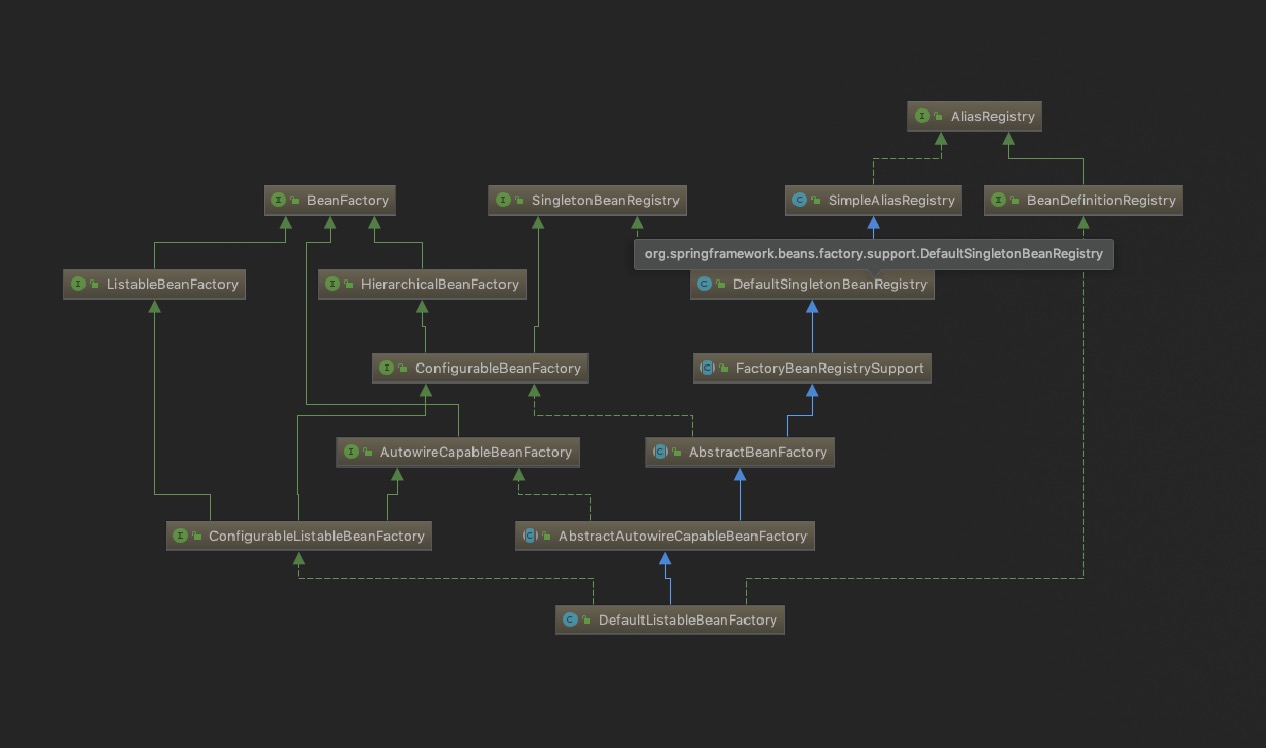 AliasRegistry
BeanFactory
SingletonBeanRegistry
SimpleAliasRegistry
BeanDefinitionRegistry
org.springframework.beans.factory.support.DefaultSingletonBeanRegistry
ListableBeanFactory
HierarchicalBeanFactory
DefaultSingletonBeanRegistry
ConfigurableBeanFactory
FactoryBeanRegistrySupport
AutowireCapableBeanFactory
AbstractBeanFactory
ConfigurableListableBeanFactory
AbstractAutowireCapableBeanFactory
DefaultListableBeanFactory